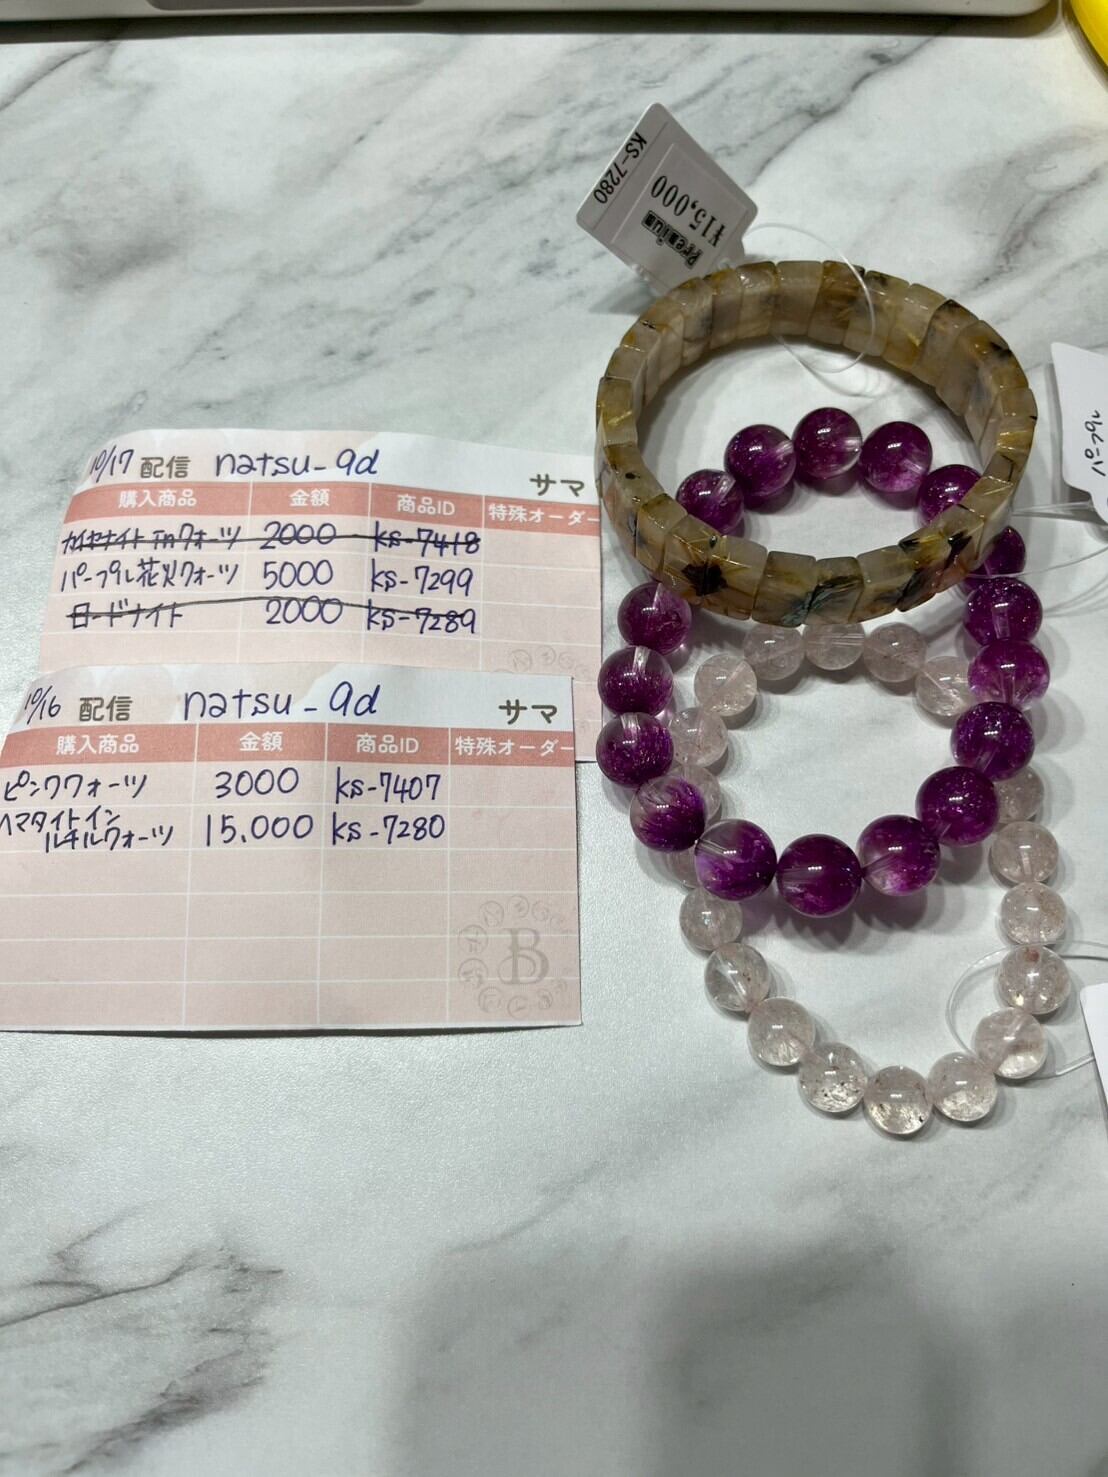 KS-7280
¥15,000
Premium
パープル
10/17 配信 natsu_9d サマ
購入商品 金額 商品ID 特殊オーダー
カイヤナイトinクォーツ 2000 ks-7418
パープル花火クォーツ 5000 ks-7299
ロードナイト 2000 ks-7289
10/16 配信 natsu_9d サマ
購入商品 金額 商品ID 特殊オーダー
ピンククォーツ 3000 ks-7407
ヘマタイトイン
ルチルクォーツ 15,000 ks-7280
B